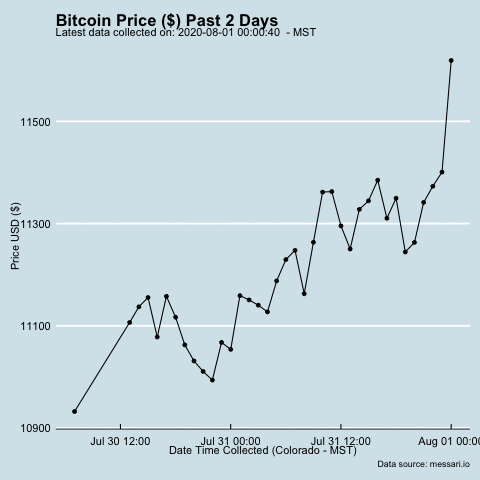 Bitcoin Price ($) Past 2 Days
Latest data collected on: 2020-08-01 00:00:40  - MST
11500
11300
11100
10900
Price USD ($)
Jul 30 12:00
Jul 31 00:00
Jul 31 12:00
Aug 01 00:00
Date Time Collected (Colorado - MST)
Data source: messari.io